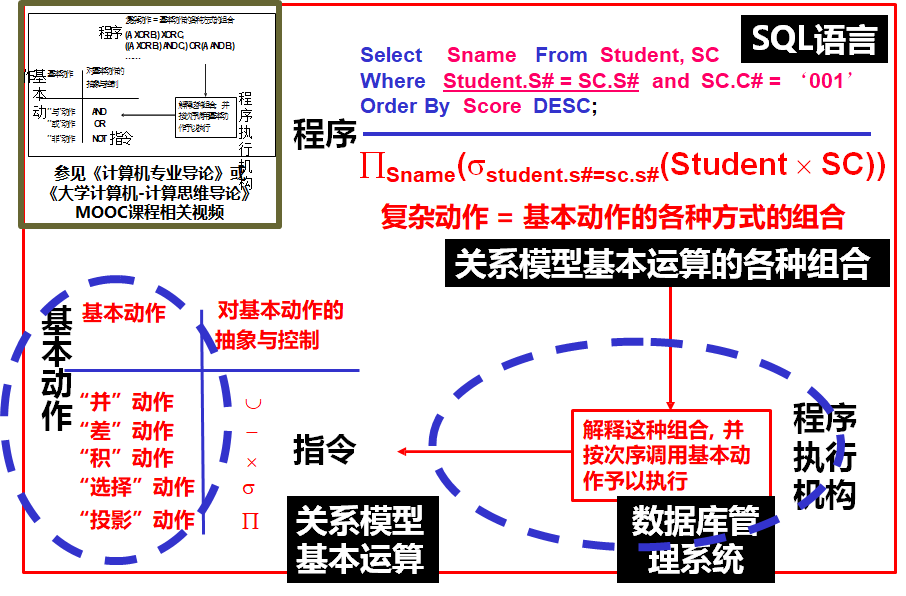 复杂动作 = 基本动作的各种方式的组合
程序
(A XOR B) XOR C,
((A XOR B) AND C,) OR (A AND B)
……
基本动作
基本动作
对基本动作的
抽象与控制
“与”动作 AND
“或”动作 OR
“非”动作 NOT
指令
解释这种组合, 并
按次序调用基本动
作予以执行
程序执行机构
参见《计算机专业导论》或
《大学计算机-计算思维导论》
MOOC课程相关视频
SQL语言
程序
Select Sname From Student, SC
Where Student.S# = SC.S# and SC.C# = ‘001’
Order By Score DESC;
∏Sname(σstudent.s#=sc.s#(Student × SC))
复杂动作 = 基本动作的各种方式的组合
关系模型基本运算的各种组合
基本动作
基本动作
对基本动作的
抽象与控制
“并”动作 ∪
“差”动作 −
“积”动作 ×
“选择”动作 σ
“投影”动作 ∏
指令
关系模型
基本运算
解释这种组合, 并
按次序调用基本动
作予以执行
程序
执行
机构
数据库管
理系统